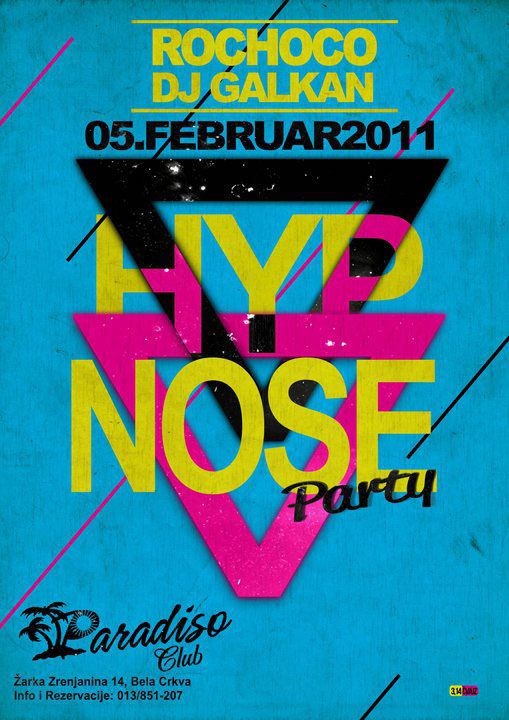 ROCHOCO
DJ GALKAN
05.FEBRUAR2011
HYP
NOSE
Party
Paradiso
Club
Žarka Zrenjanina 14, Bela Crkva
Info i Rezervacije: 013/851-207